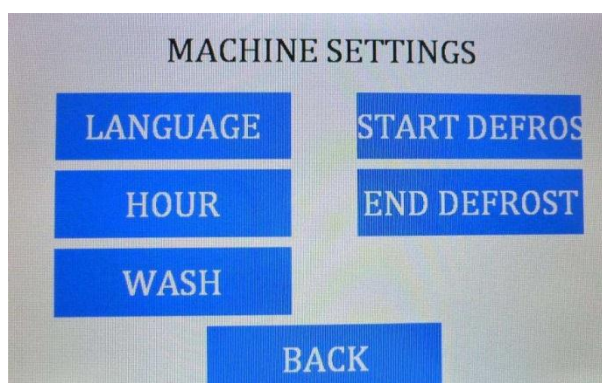 MACHINE SETTINGS
LANGUAGE
START DEFROS
HOUR
END DEFROST
WASH
BACK